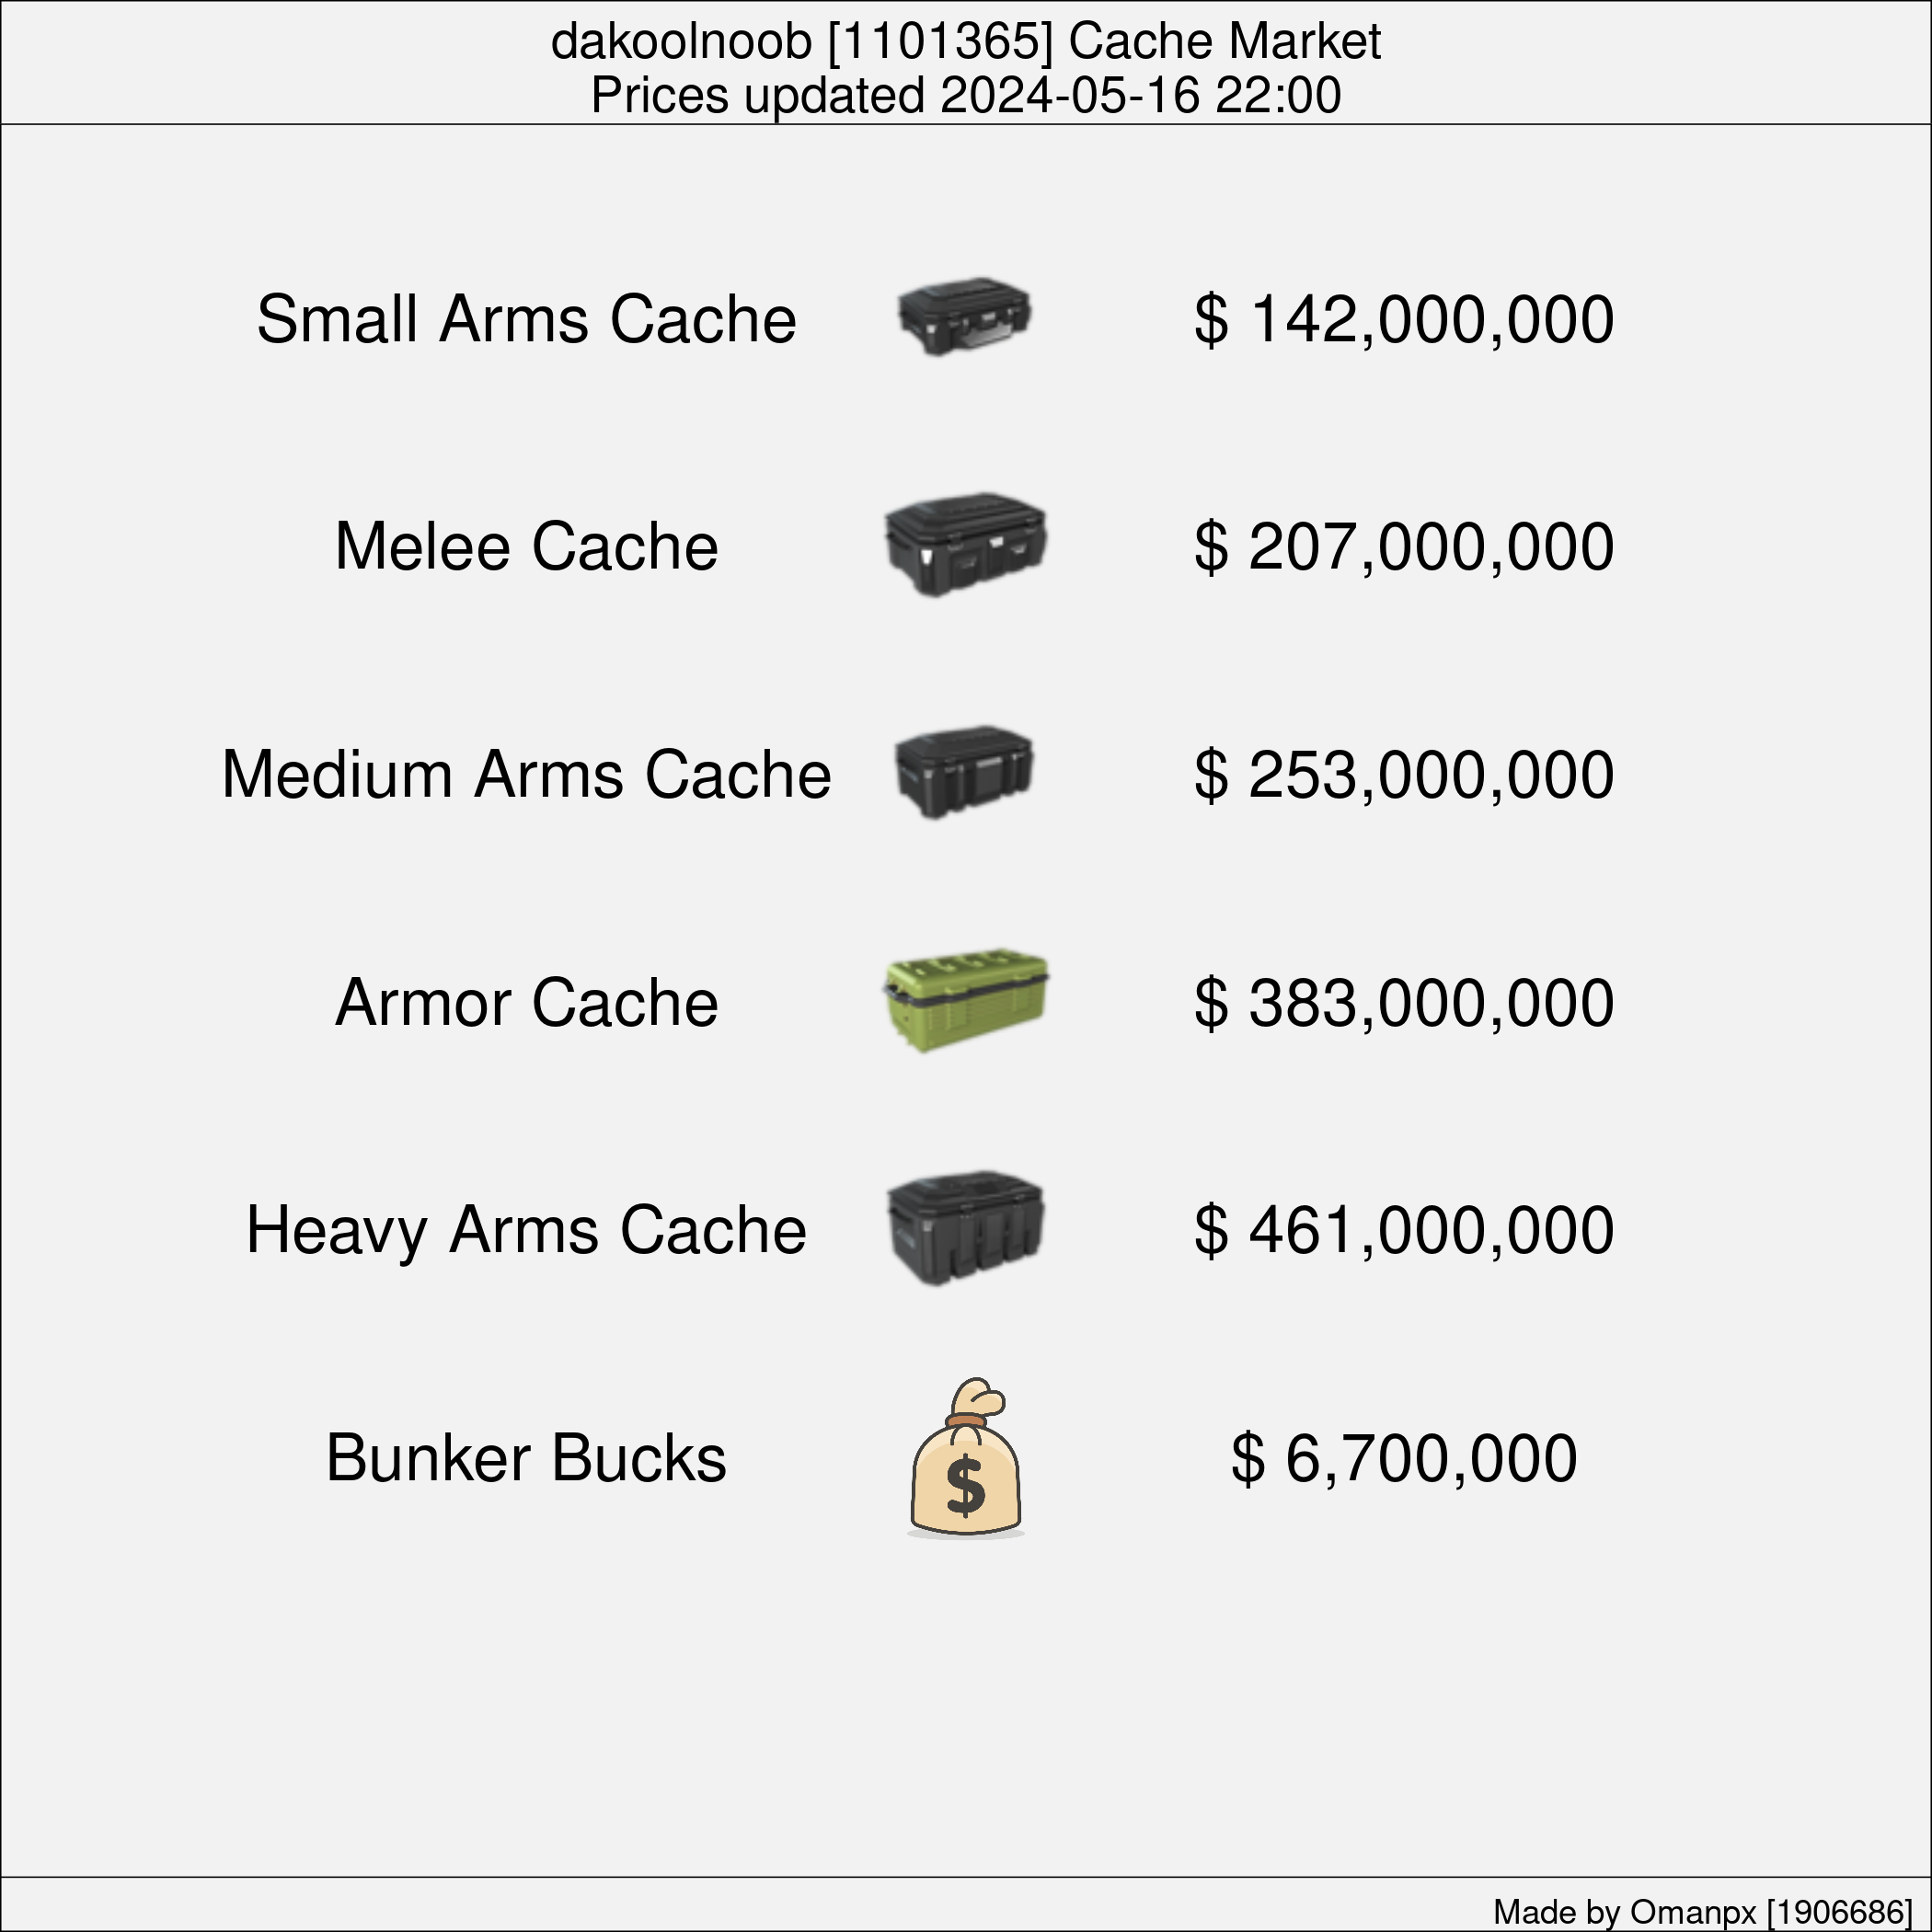 dakoolnoob [1101365] Cache Market
Prices updated 2024-05-16 22:00
Small Arms Cache $ 142,000,000
Melee Cache $ 207,000,000
Medium Arms Cache $ 253,000,000
Armor Cache $ 383,000,000
Heavy Arms Cache $ 461,000,000
Bunker Bucks $ $ 6,700,000
Made by Omanpx [1906686]